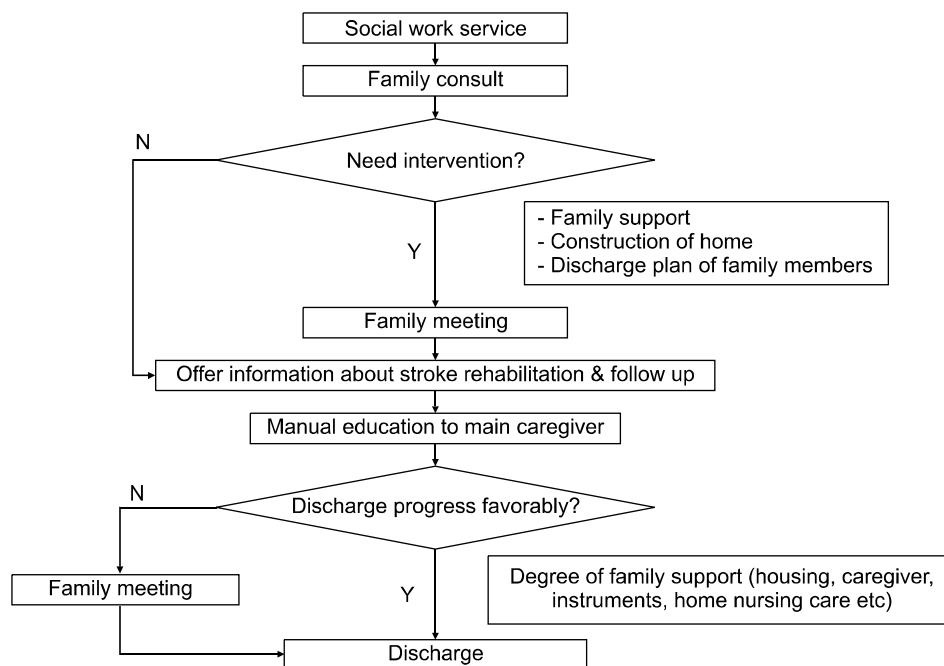 Social work service
Family consult
N
Need intervention?
- Family support
- Construction of home
- Discharge plan of family members
Y
Family meeting
Offer information about stroke rehabilitation & follow up
Manual education to main caregiver
N
Discharge progress favorably?
Family meeting
Y
Degree of family support (housing, caregiver,
instruments, home nursing care etc)
Discharge